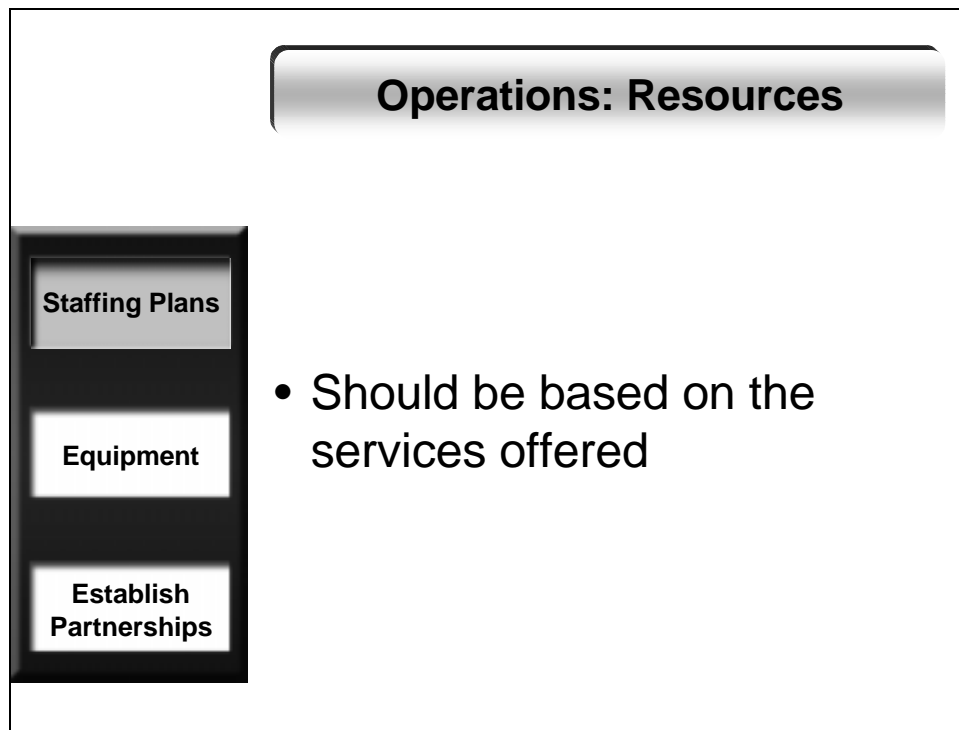 Operations: Resources
Staffing Plans
Equipment
Establish
Partnerships
• Should be based on the
services offered